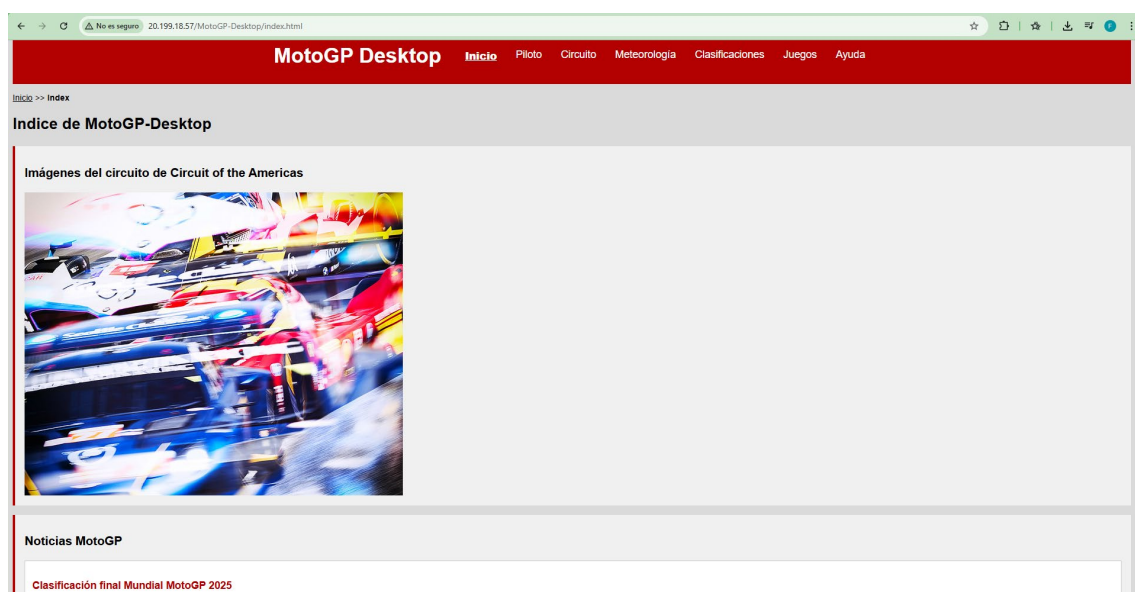 No es seguro 20.199.18.57/MotoGP-Desktop/index.html
MotoGP Desktop Inicio Piloto Circuito Meteorología Clasificaciones Juegos Ayuda
Inicio >> Index
Indice de MotoGP-Desktop
Imágenes del circuito de Circuit of the Americas
Noticias MotoGP
Clasificación final Mundial MotoGP 2025